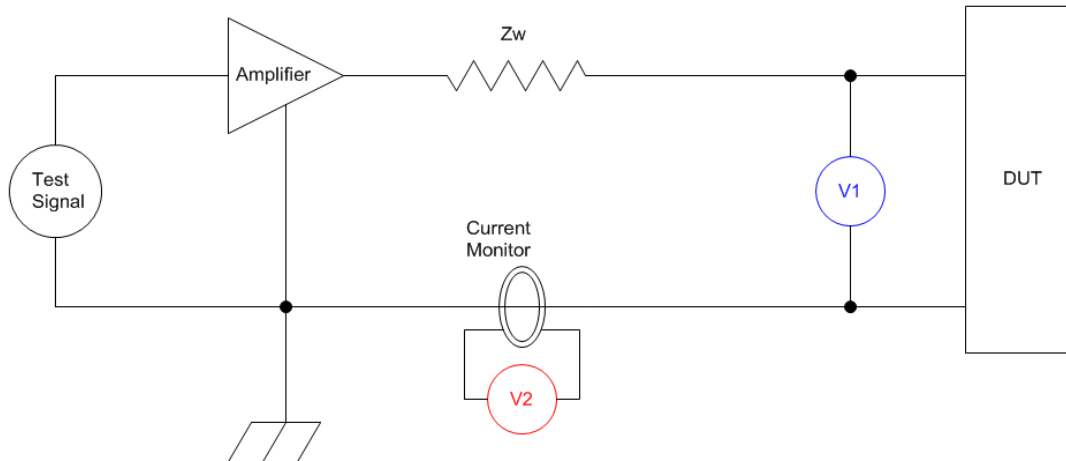 Zw
Amplifier
Test
Signal
V1
DUT
Current
Monitor
V2